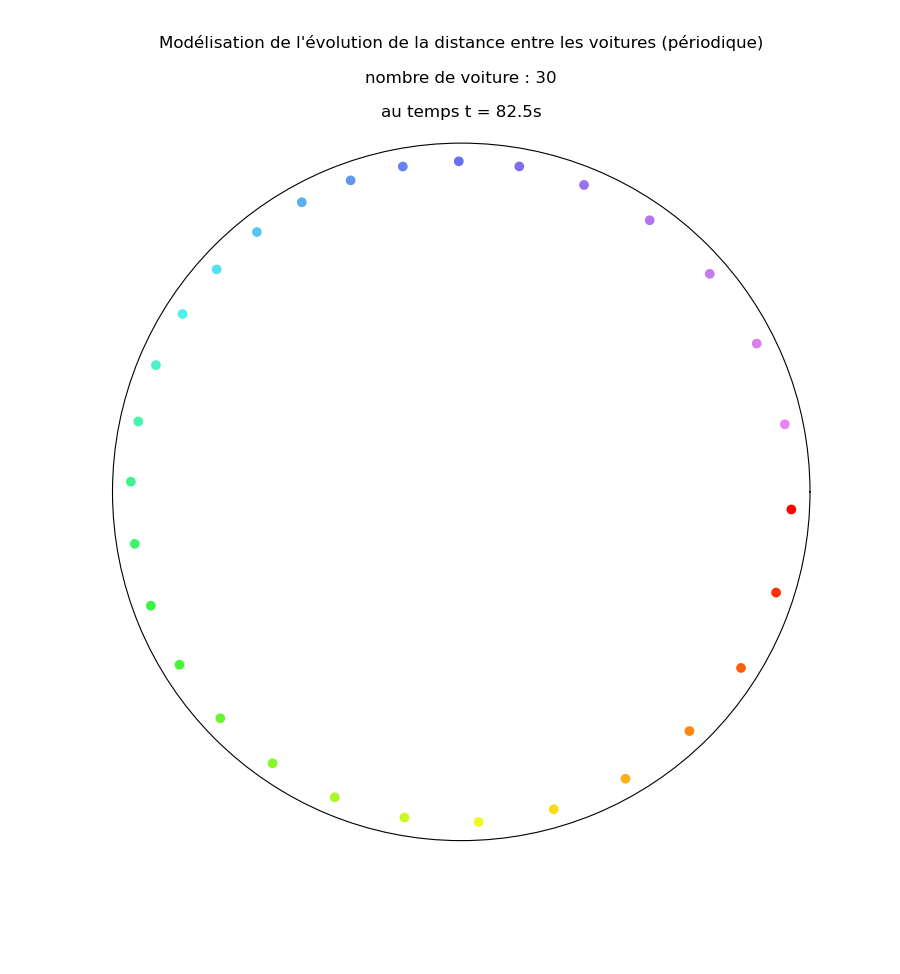 Modélisation de l'évolution de la distance entre les voitures (périodique)
nombre de voiture : 30
au temps t = 82.5s